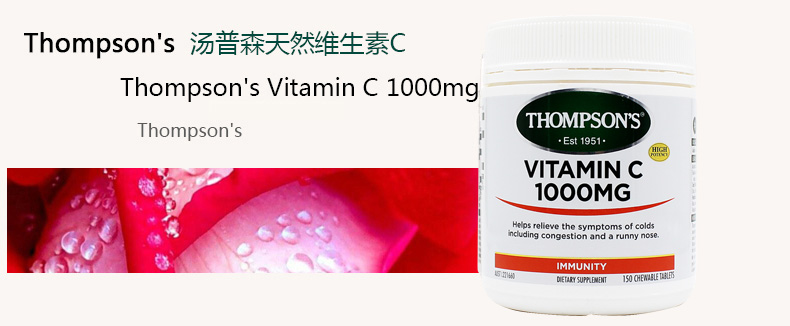 Thompson's 汤普森天然维生素C
Thompson's Vitamin C 1000mg
Thompson's
THOMPSON'S®
• Est 1951 •
HIGH
POTENCY
VITAMIN C
1000MG
Helps relieve the symptoms of colds
including congestion and a runny nose.
IMMUNITY
DIETARY SUPPLEMENT
150 CHEWABLE TABLETS